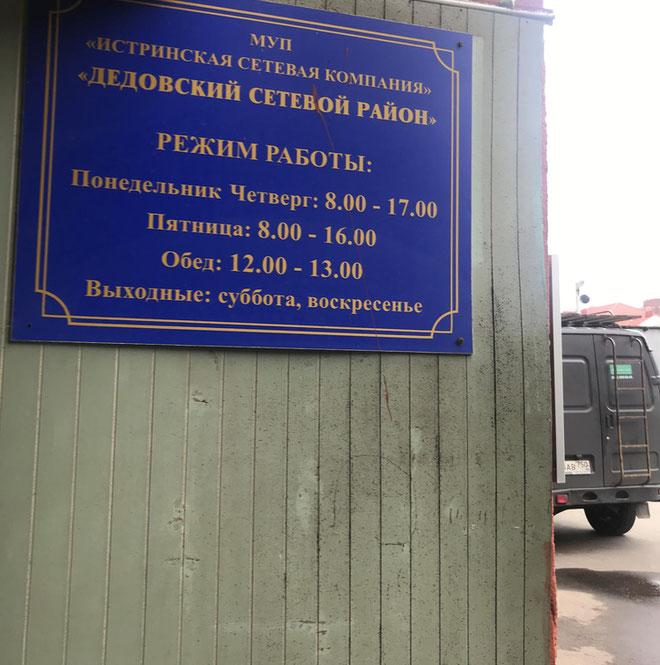 МУП
«ИСТРИНСКАЯ СЕТЕВАЯ КОМПАНИЯ»
«ДЕДОВСКИЙ СЕТЕВОЙ РАЙОН»
РЕЖИМ РАБОТЫ:
Понедельник Четверг: 8.00 - 17.00
Пятница: 8.00 - 16.00
Обед: 12.00 - 13.00
Выходные: суббота, воскресенье